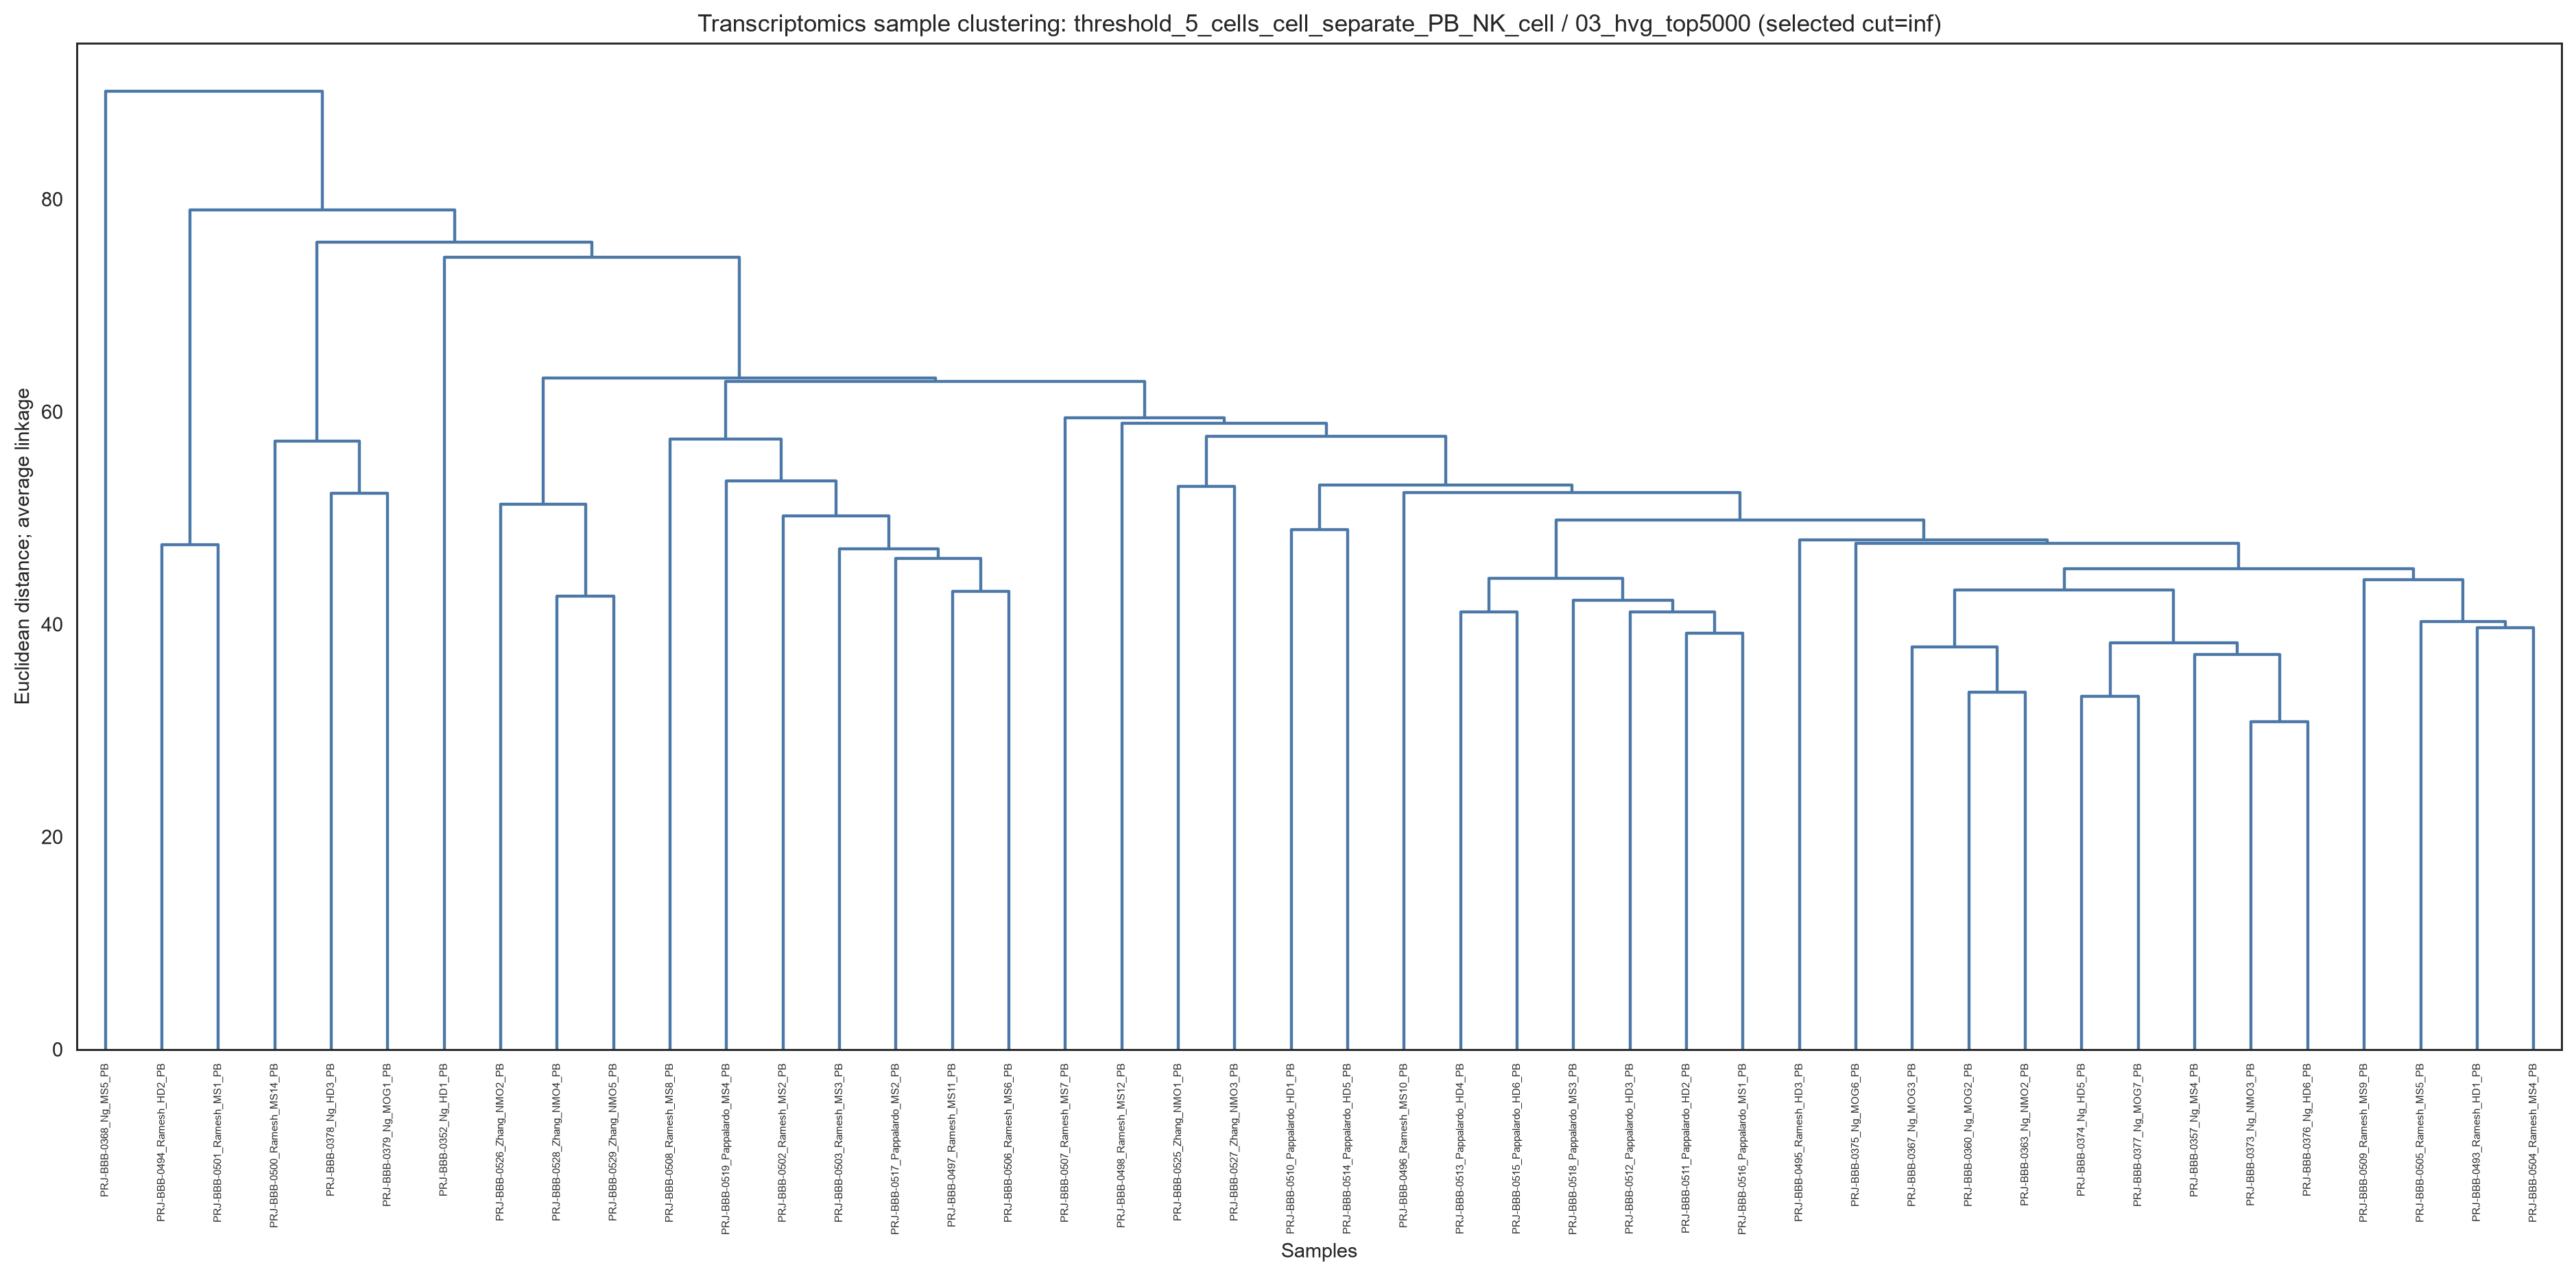 Transcriptomics sample clustering: threshold_5_cells_cell_separate_PB_NK_cell / 03_hvg_top5000 (selected cut=inf)
Euclidean distance; average linkage
80
60
40
20
0
PRJ-BBB-0368_Ng_MS5_PB
PRJ-BBB-0494_Ramesh_HD2_PB
PRJ-BBB-0501_Ramesh_MS1_PB
PRJ-BBB-0500_Ramesh_MS14_PB
PRJ-BBB-0378_Ng_HD3_PB
PRJ-BBB-0379_Ng_MOG1_PB
PRJ-BBB-0352_Ng_HD1_PB
PRJ-BBB-0526_Zhang_NMO2_PB
PRJ-BBB-0528_Zhang_NMO4_PB
PRJ-BBB-0529_Zhang_NMO5_PB
PRJ-BBB-0508_Ramesh_MS8_PB
PRJ-BBB-0519_Pappalardo_MS4_PB
PRJ-BBB-0502_Ramesh_MS2_PB
PRJ-BBB-0503_Ramesh_MS3_PB
PRJ-BBB-0517_Pappalardo_MS2_PB
PRJ-BBB-0497_Ramesh_MS11_PB
PRJ-BBB-0506_Ramesh_MS6_PB
PRJ-BBB-0507_Ramesh_MS7_PB
PRJ-BBB-0498_Ramesh_MS12_PB
PRJ-BBB-0525_Zhang_NMO1_PB
PRJ-BBB-0527_Zhang_NMO3_PB
PRJ-BBB-0510_Pappalardo_HD1_PB
PRJ-BBB-0514_Pappalardo_HD5_PB
PRJ-BBB-0496_Ramesh_MS10_PB
PRJ-BBB-0513_Pappalardo_HD4_PB
PRJ-BBB-0515_Pappalardo_HD6_PB
PRJ-BBB-0518_Pappalardo_MS3_PB
PRJ-BBB-0512_Pappalardo_HD3_PB
PRJ-BBB-0511_Pappalardo_HD2_PB
PRJ-BBB-0516_Pappalardo_MS1_PB
PRJ-BBB-0495_Ramesh_HD3_PB
PRJ-BBB-0375_Ng_MOG6_PB
PRJ-BBB-0367_Ng_MOG3_PB
PRJ-BBB-0360_Ng_MOG2_PB
PRJ-BBB-0363_Ng_NMO2_PB
PRJ-BBB-0374_Ng_HD5_PB
PRJ-BBB-0377_Ng_MOG7_PB
PRJ-BBB-0357_Ng_MS4_PB
PRJ-BBB-0373_Ng_NMO3_PB
PRJ-BBB-0376_Ng_HD6_PB
PRJ-BBB-0509_Ramesh_MS9_PB
PRJ-BBB-0505_Ramesh_MS5_PB
PRJ-BBB-0493_Ramesh_HD1_PB
PRJ-BBB-0504_Ramesh_MS4_PB
Samples